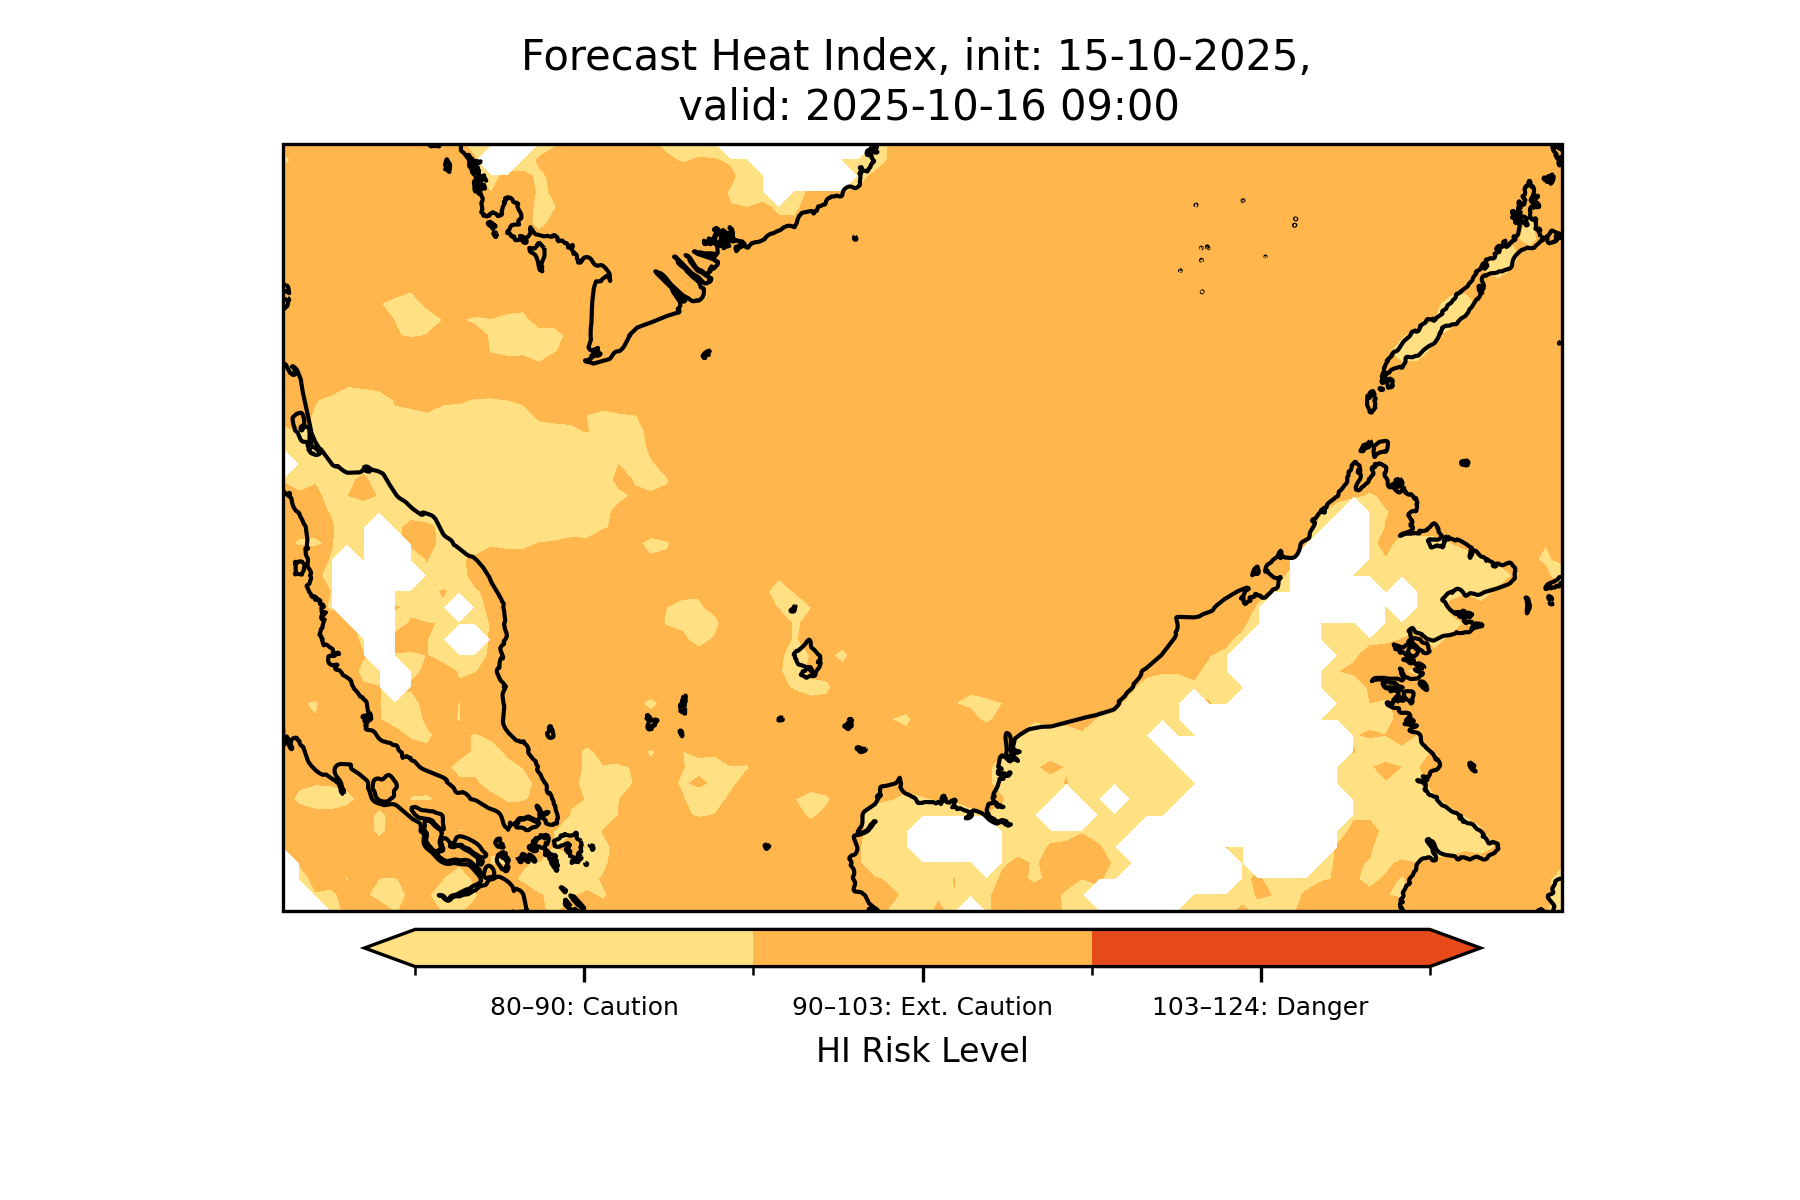 Forecast Heat Index, init: 15-10-2025,
valid: 2025-10-16 09:00
80–90: Caution
90–103: Ext. Caution
103–124: Danger
HI Risk Level